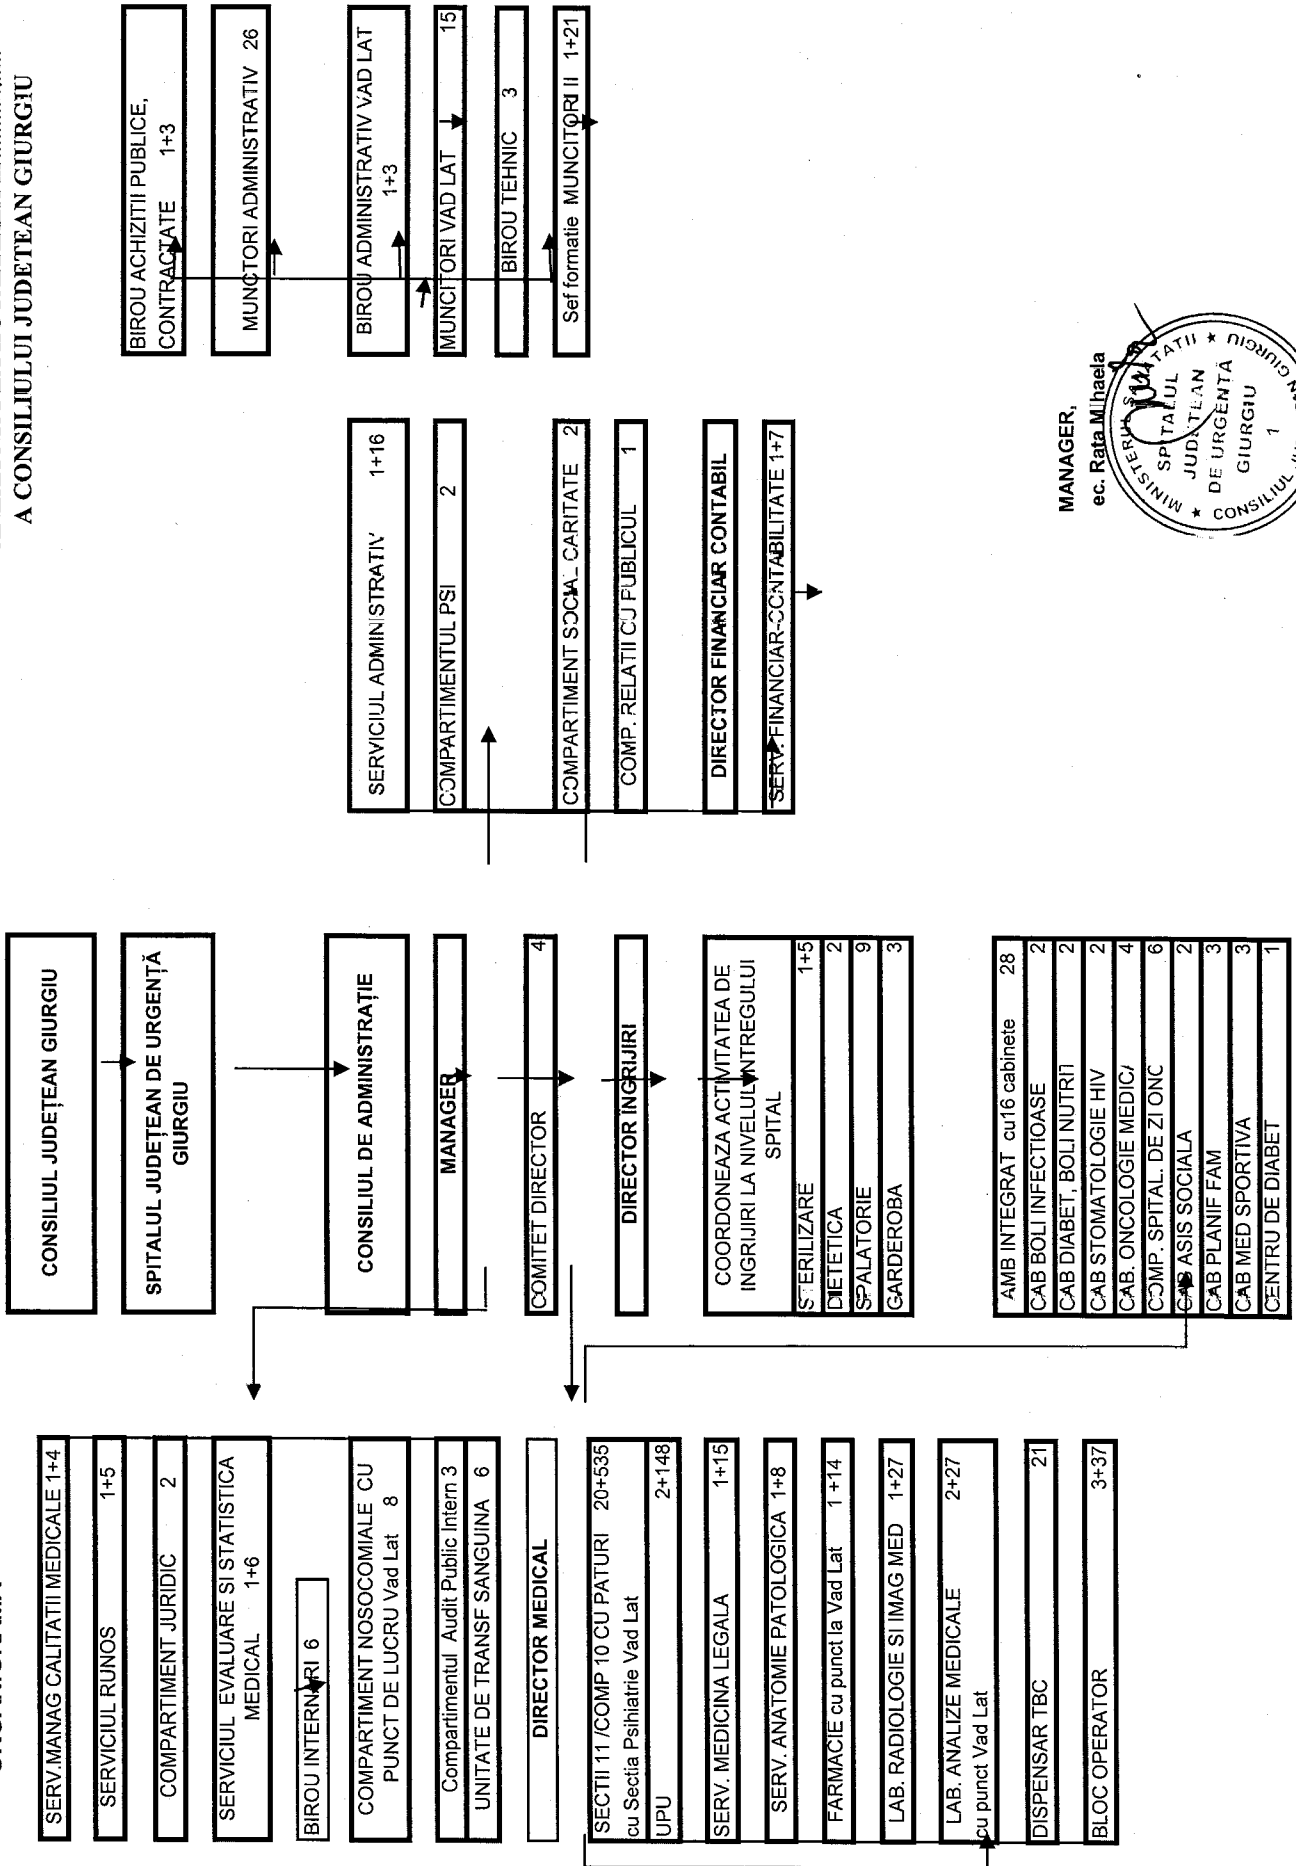 A CONSILIULUI JUDETEAN GIURGIU
SERV.MANAG CALITATII MEDICALE 1+4
SERVICIUL RUNOS 1+5
COMPARTIMENT JURIDIC 2
SERVICIUL EVALUARE SI STATISTICA
MEDICAL 1+6
BIROU INTERNARI 6
COMPARTIMENT NOSOCOMIALE CU
PUNCT DE LUCRU Vad Lat 8
Compartimentul Audit Public Intern 3
UNITATE DE TRANSF SANGUINA 6
DIRECTOR MEDICAL
SECTII 11 /COMP 10 CU PATURI 20+535
cu Sectia Psihiatrie Vad Lat
UPU 2+148
SERV. MEDICINA LEGALA 1+15
SERV. ANATOMIE PATOLOGICA 1+8
FARMACIE cu punct la Vad Lat 1 +14
LAB. RADIOLOGIE SI IMAG MED 1+27
LAB. ANALIZE MEDICALE 2+27
cu punct Vad Lat
DISPENSAR TBC 21
BLOC OPERATOR 3+37
CONSILIUL JUDEȚEAN GIURGIU
SPITALUL JUDEȚEAN DE URGENȚĂ
GIURGIU
CONSILIUL DE ADMINISTRAȚIE
MANAGER
COMITET DIRECTOR 4
DIRECTOR ÎNGRIJIRI
COORDONEAZA ACTIVITATEA DE
INGRIJIRI LA NIVELUL INTREGULUI
SPITAL
STERILIZARE 1+5
DIETETICA 2
SPALATORIE 9
GARDEROBA 3
AMB INTEGRAT cu16 cabinete 28
CAB BOLI INFECTIOASE 2
CAB DIABET, BOLI NUTRITI 2
CAB STOMATOLOGIE HIV 2
CAB. ONCOLOGIE MEDICA 4
COMP. SPITAL. DE ZI ONC 6
CAB ASIS SOCIALA 2
CAB PLANIF FAM 3
CAB MED SPORTIVA 3
CENTRU DE DIABET 1
SERVICIUL ADMINISTRATIV 1+16
COMPARTIMENTUL PSI 2
COMPARTIMENT SOCIAL CARITATE 2
COMP. RELATII CU PUBLICUL 1
DIRECTOR FINANCIAR CONTABIL
SERV. FINANCIAR-CONTABILITATE 1+7
BIROU ACHIZITII PUBLICE,
CONTRACTATE 1+3
MUNCTORI ADMINISTRATIV 26
BIROU ADMINISTRATIV VAD LAT
1+3
MUNCITORI VAD LAT 15
BIROU TEHNIC 3
Sef formatie MUNCITORI II 1+21
MANAGER,
ec. Rata Mihaela
MINISTERUL SANATATII
SPITALUL
JUDETEAN
DE URGENTĂ
GIURGIU
1
CONSILIUL